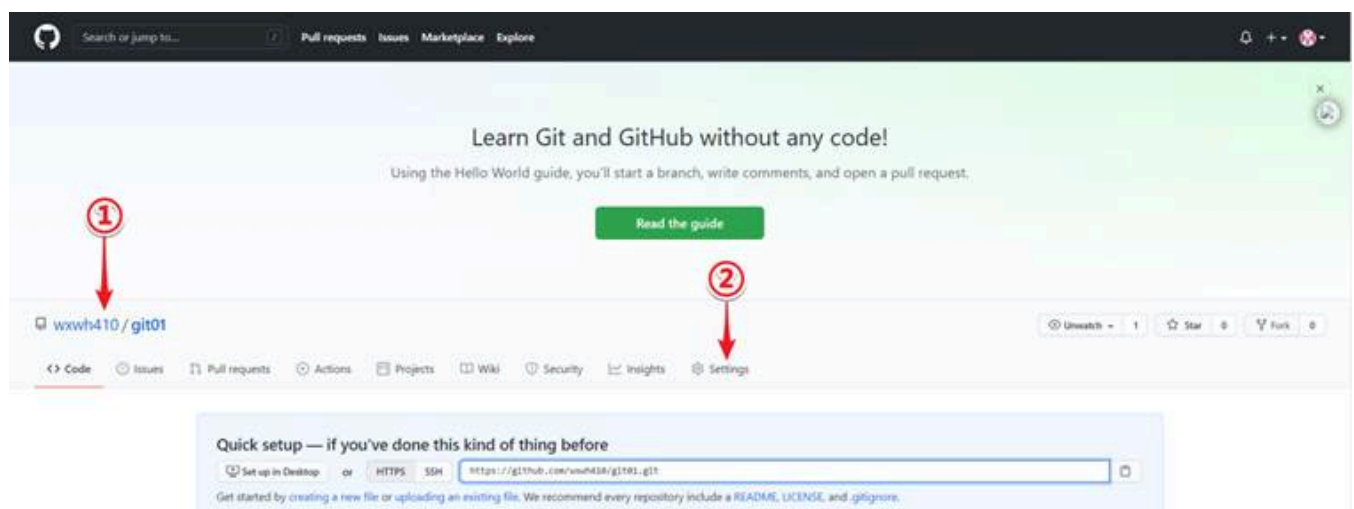 Search or jump to... / Pull requests Issues Marketplace Explore
Learn Git and GitHub without any code!
Using the Hello World guide, you'll start a branch, write comments, and open a pull request.
Read the guide
①
②
wxwh410 / git01
Unwatch 1 Star 0 Fork 0
<> Code Issues Pull requests Actions Projects Wiki Security Insights Settings
Quick setup — if you've done this kind of thing before
Set up in Desktop or HTTPS SSH https://github.com/wxwh410/git01.git
Get started by creating a new file or uploading an existing file. We recommend every repository include a README, LICENSE, and .gitignore.